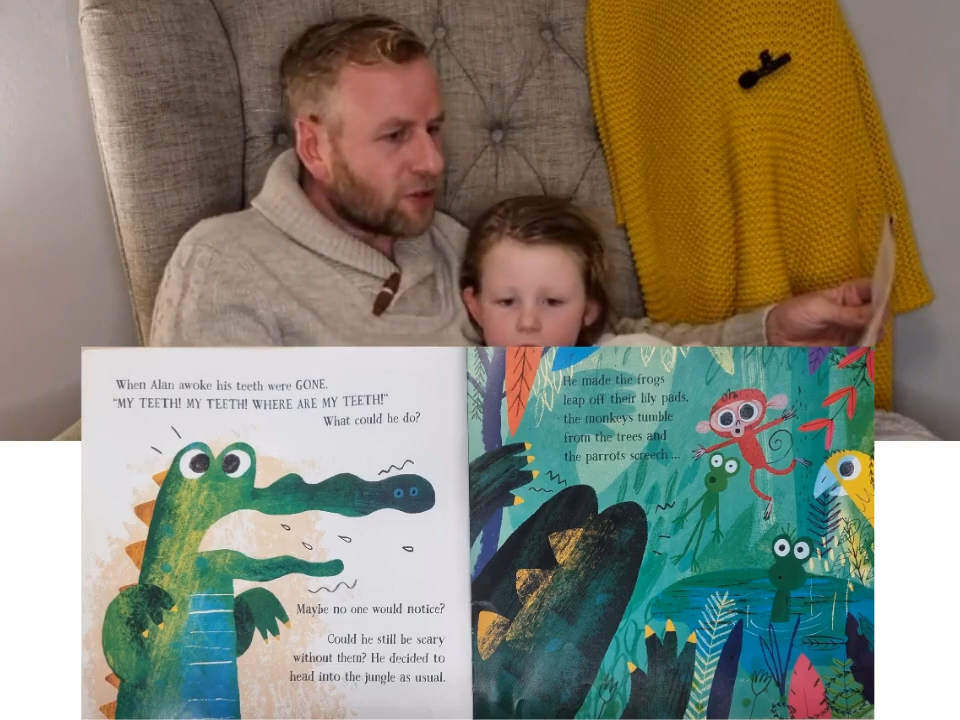 When Alan awoke his teeth were GONE.
"MY TEETH! MY TEETH! WHERE ARE MY TEETH!"
What could he do?
Maybe no one would notice?
Could he still be scary
without them? He decided to
head into the jungle as usual.
He made the frogs
leap off their lily pads,
the monkeys tumble
from the trees and
the parrots screech ...